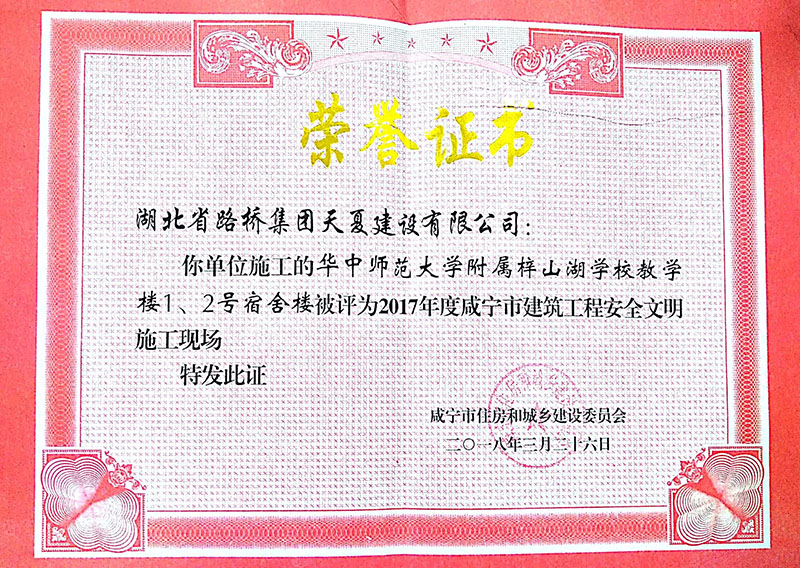 荣誉证书
湖北省路桥集团天夏建设有限公司：
你单位施工的华中师范大学附属梓山湖学校教学
楼1、2号宿舍楼被评为2017年度咸宁市建筑工程安全文明
施工现场
特发此证
咸宁市住房和城乡建设委员会
二〇一八年三月二十六日